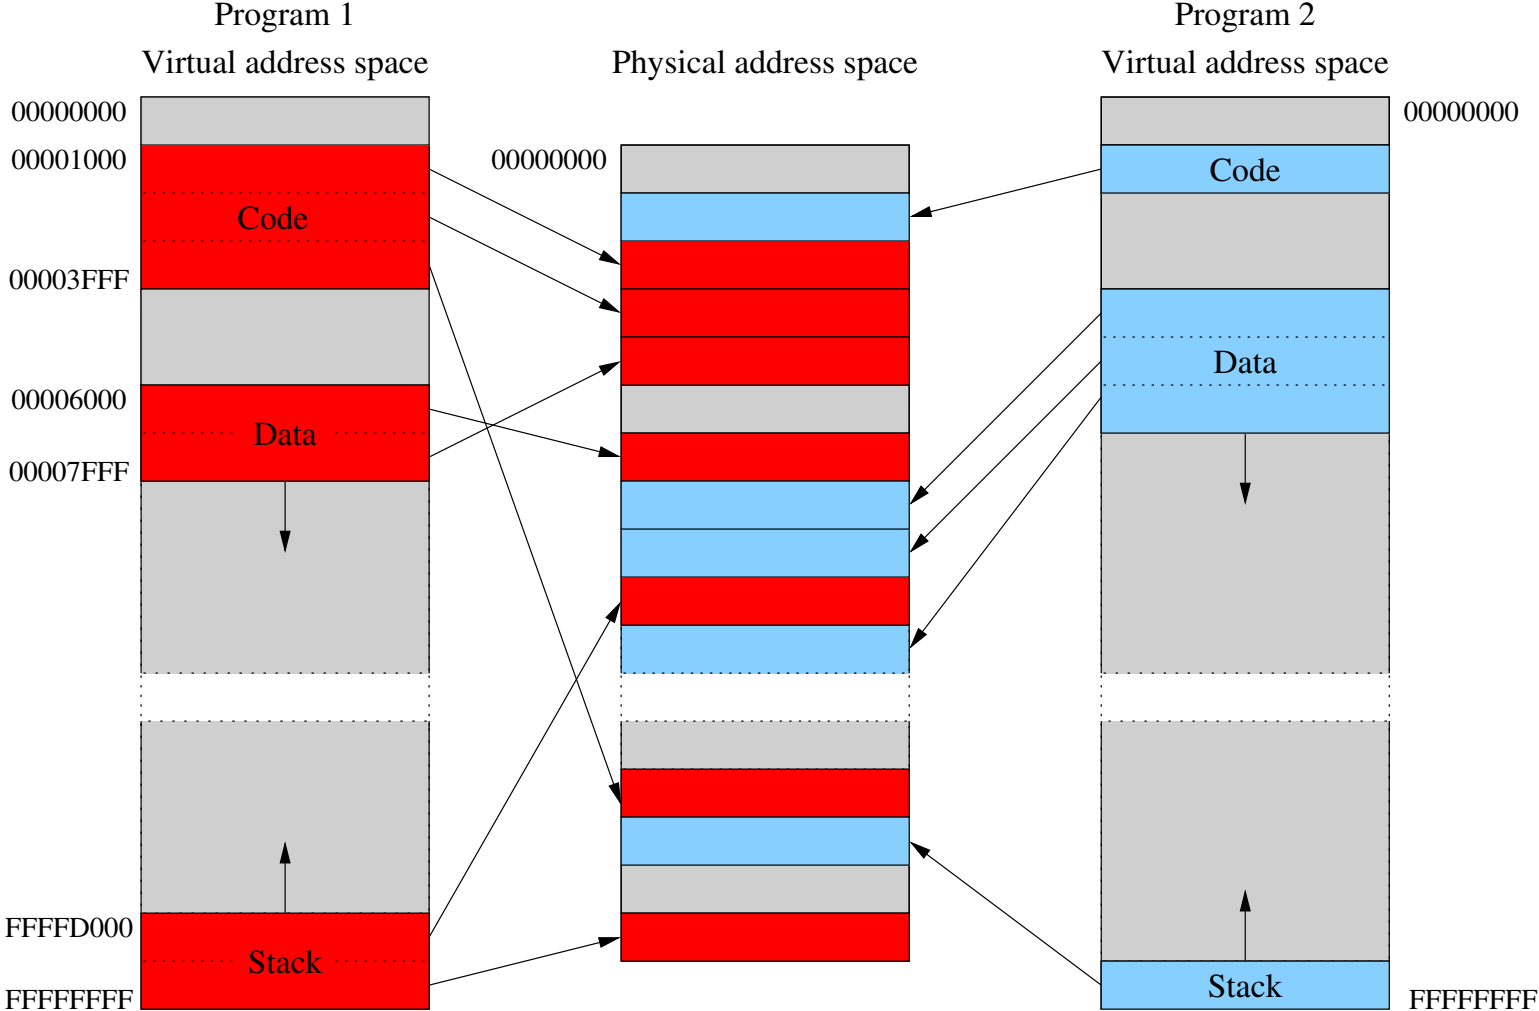 Program 1
Virtual address space
00000000
00001000
Code
00003FFF
00006000
Data
00007FFF
FFFFD000
Stack
FFFFFFFF
Physical address space
00000000
Program 2
Virtual address space
00000000
Code
Data
Stack
FFFFFFFF